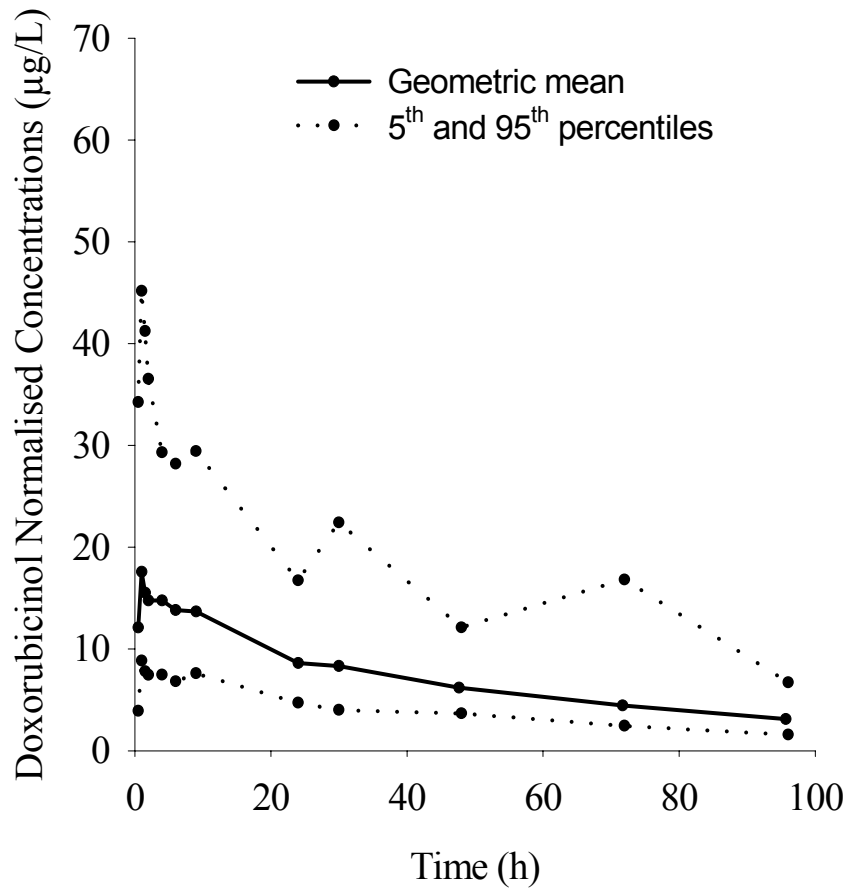 Doxorubicinol Normalised Concentrations (µg/L)
70
60
50
40
30
20
10
0
Geometric mean
5th and 95th percentiles
0 20 40 60 80 100
Time (h)